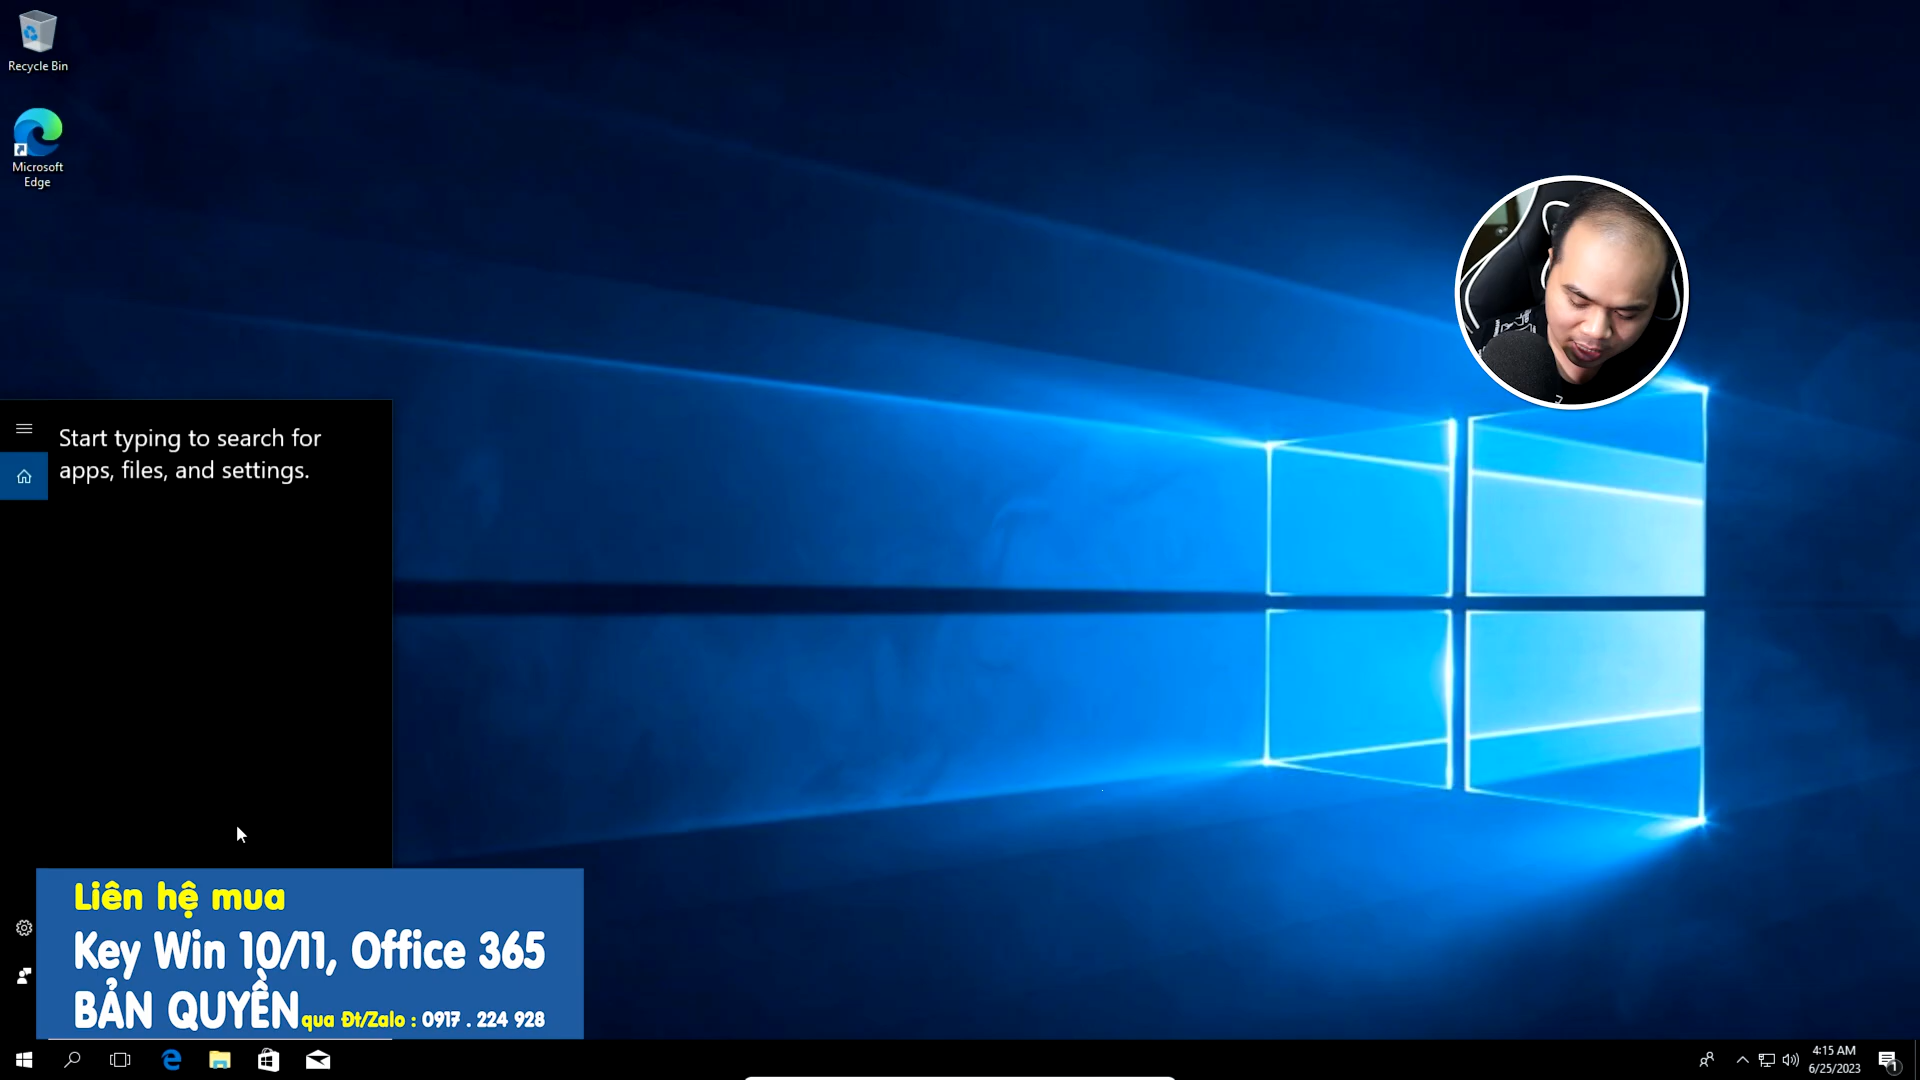 Recycle Bin
Microsoft
Edge
Start typing to search for
apps, files, and settings.
Liên hệ mua
Key Win 10/11, Office 365
BẢN QUYỀN qua Đt/Zalo : 0917 . 224 928
4:15 AM
6/25/2023
1